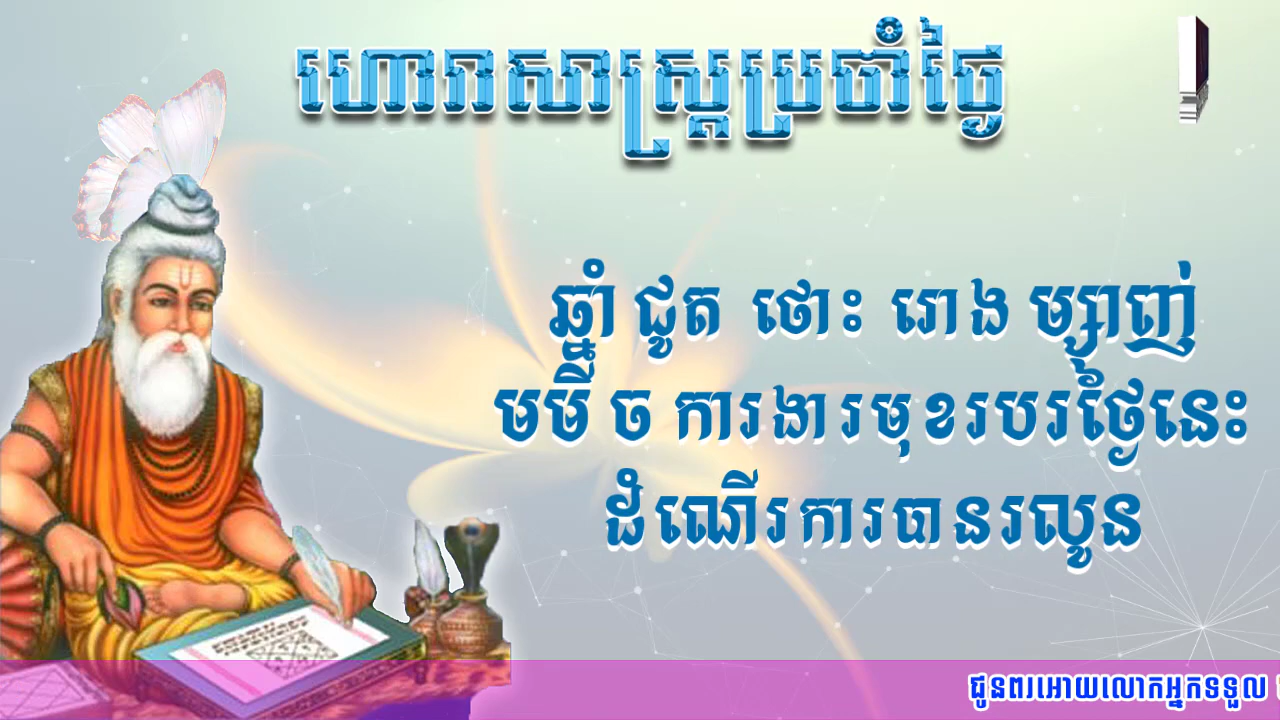 ហោរាសាស្ត្រប្រចាំថ្ងៃ
ឆ្នាំ ជូត ថោះ រោង ម្សាញ់
មមី ច ការងារមុខរបរថ្ងៃនេះ
ដំណើរការបានរលូន
ជូនពរអោយលោកអ្នកទទួល